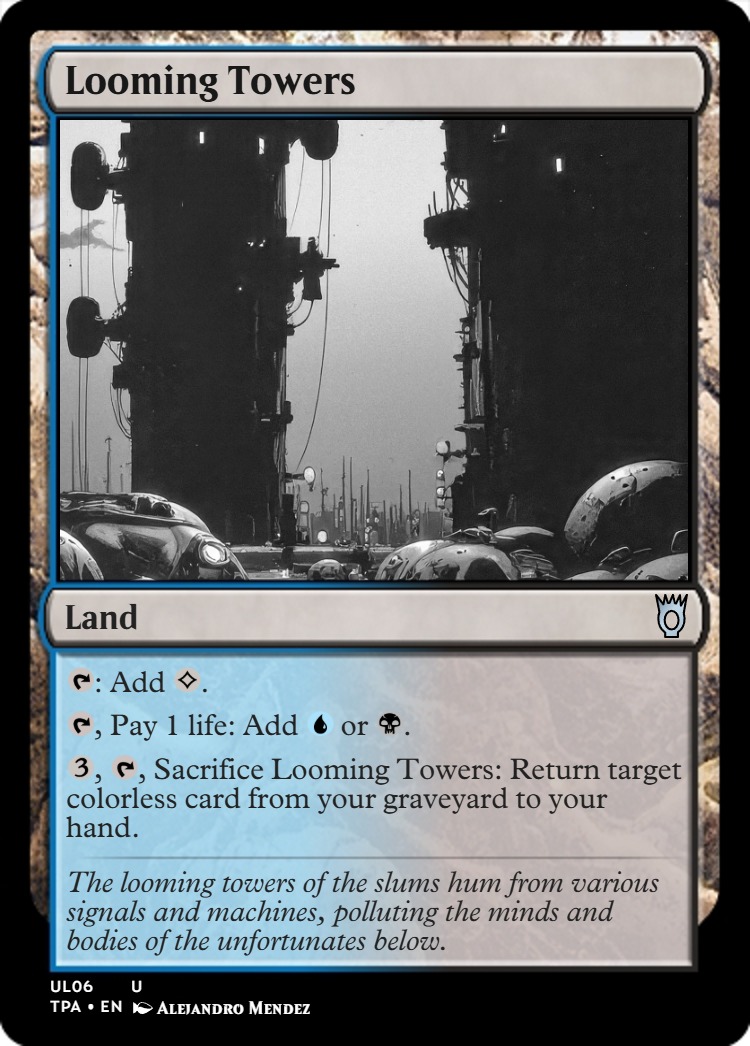 Looming Towers
Land
: Add .
, Pay 1 life: Add or .
3, , Sacrifice Looming Towers: Return target
colorless card from your graveyard to your
hand.
The looming towers of the slums hum from various
signals and machines, polluting the minds and
bodies of the unfortunates below.
UL06 U
TPA • EN Alejandro Mendez